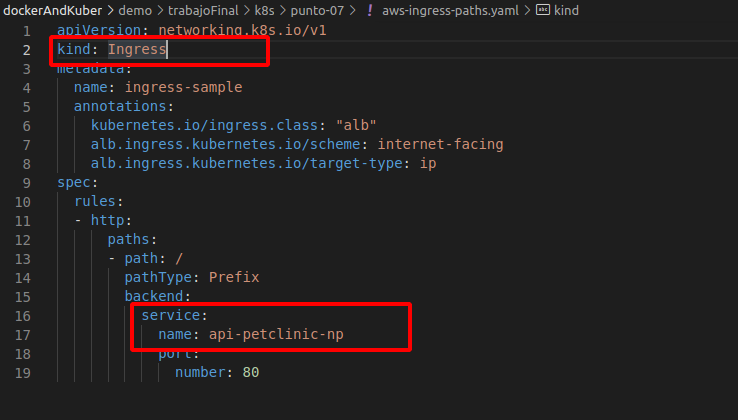 dockerAndKuber > demo > trabajoFinal > k8s > punto-07 > ! aws-ingress-paths.yaml > abc kind
1 apiVersion: networking.k8s.io/v1
2 kind: Ingress
3 metadata:
4   name: ingress-sample
5   annotations:
6     kubernetes.io/ingress.class: "alb"
7     alb.ingress.kubernetes.io/scheme: internet-facing
8     alb.ingress.kubernetes.io/target-type: ip
9 spec:
10   rules:
11   - http:
12       paths:
13       - path: /
14         pathType: Prefix
15         backend:
16           service:
17             name: api-petclinic-np
18             port:
19               number: 80